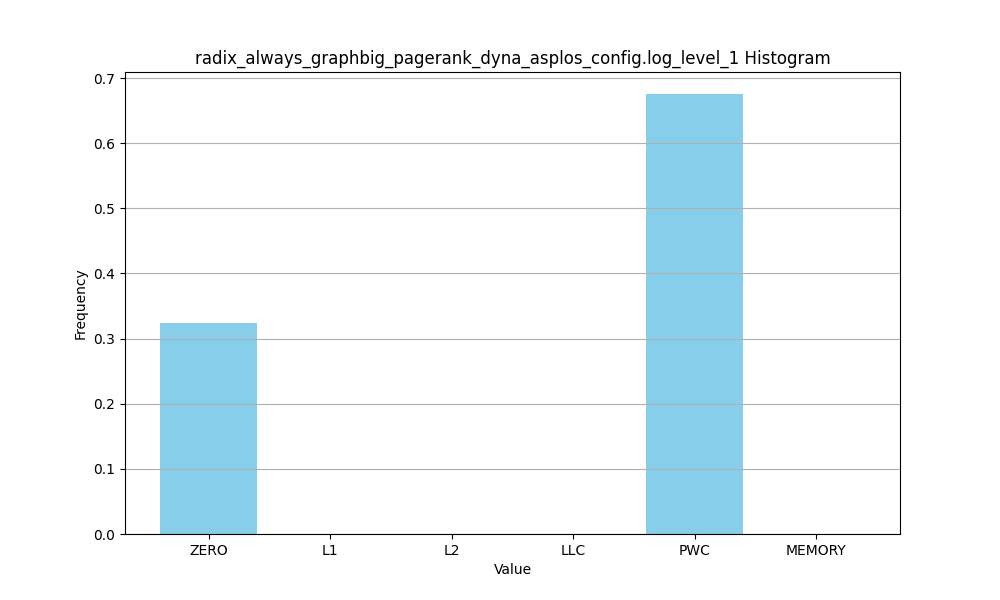 radix_always_graphbig_pagerank_dyna_asplos_config.log_level_1 Histogram
0.7
0.6
0.5
0.4
0.3
0.2
0.1
0.0
Frequency
ZERO L1 L2 LLC PWC MEMORY
Value